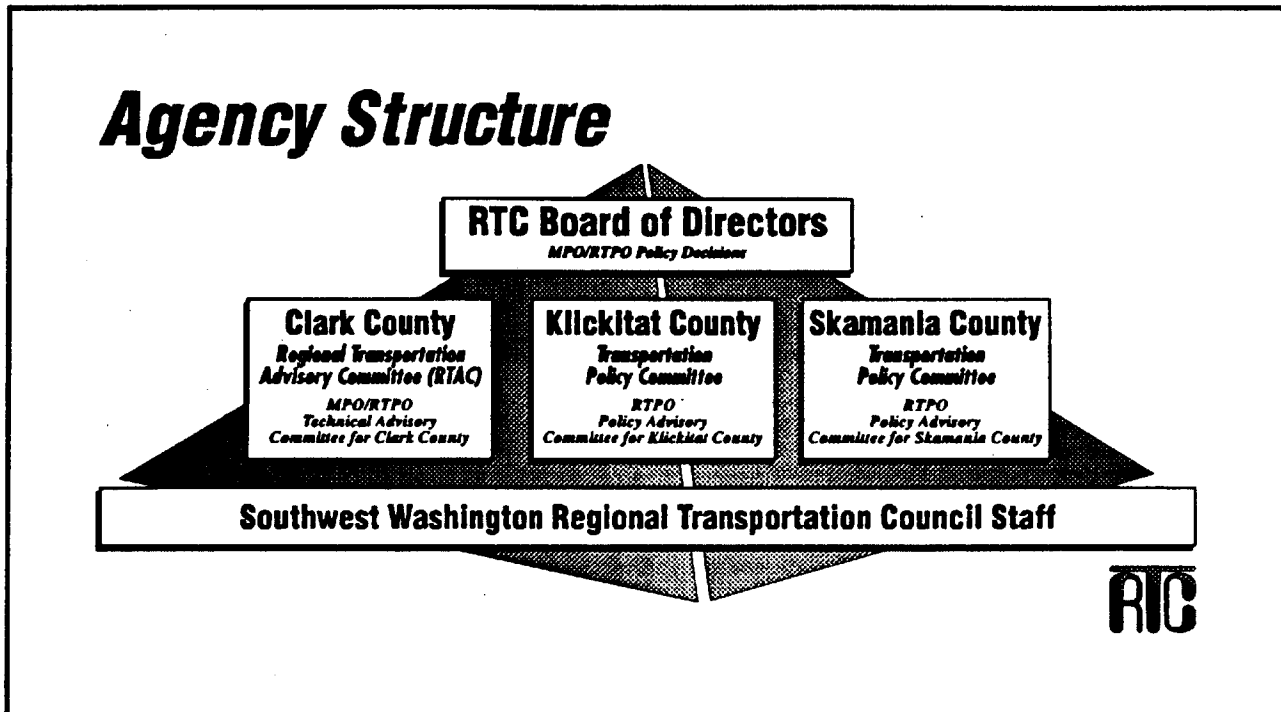 Agency Structure
RTC Board of Directors
MPO/RTPO Policy Decisions
Clark County
Regional Transportation
Advisory Committee (RTAC)
MPO/RTPO
Technical Advisory
Committee for Clark County
Klickitat County
Transportation
Policy Committee
RTPO
Policy Advisory
Committee for Klickitat County
Skamania County
Transportation
Policy Committee
RTPO
Policy Advisory
Committee for Skamania County
Southwest Washington Regional Transportation Council Staff
RTC